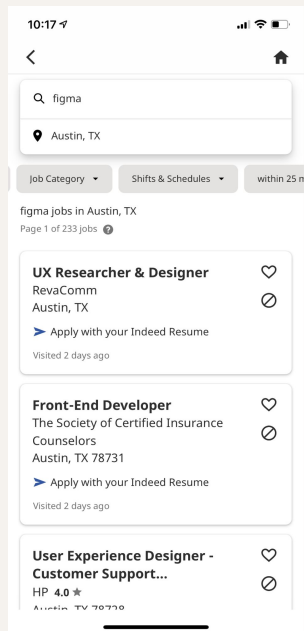 10:17
figma
Austin, TX
Job Category
Shifts & Schedules
within 25 m
figma jobs in Austin, TX
Page 1 of 233 jobs ?
UX Researcher & Designer
RevaComm
Austin, TX
Apply with your Indeed Resume
Visited 2 days ago
Front-End Developer
The Society of Certified Insurance
Counselors
Austin, TX 78731
Apply with your Indeed Resume
Visited 2 days ago
User Experience Designer -
Customer Support...
HP 4.0 ★
Austin, TX 78728